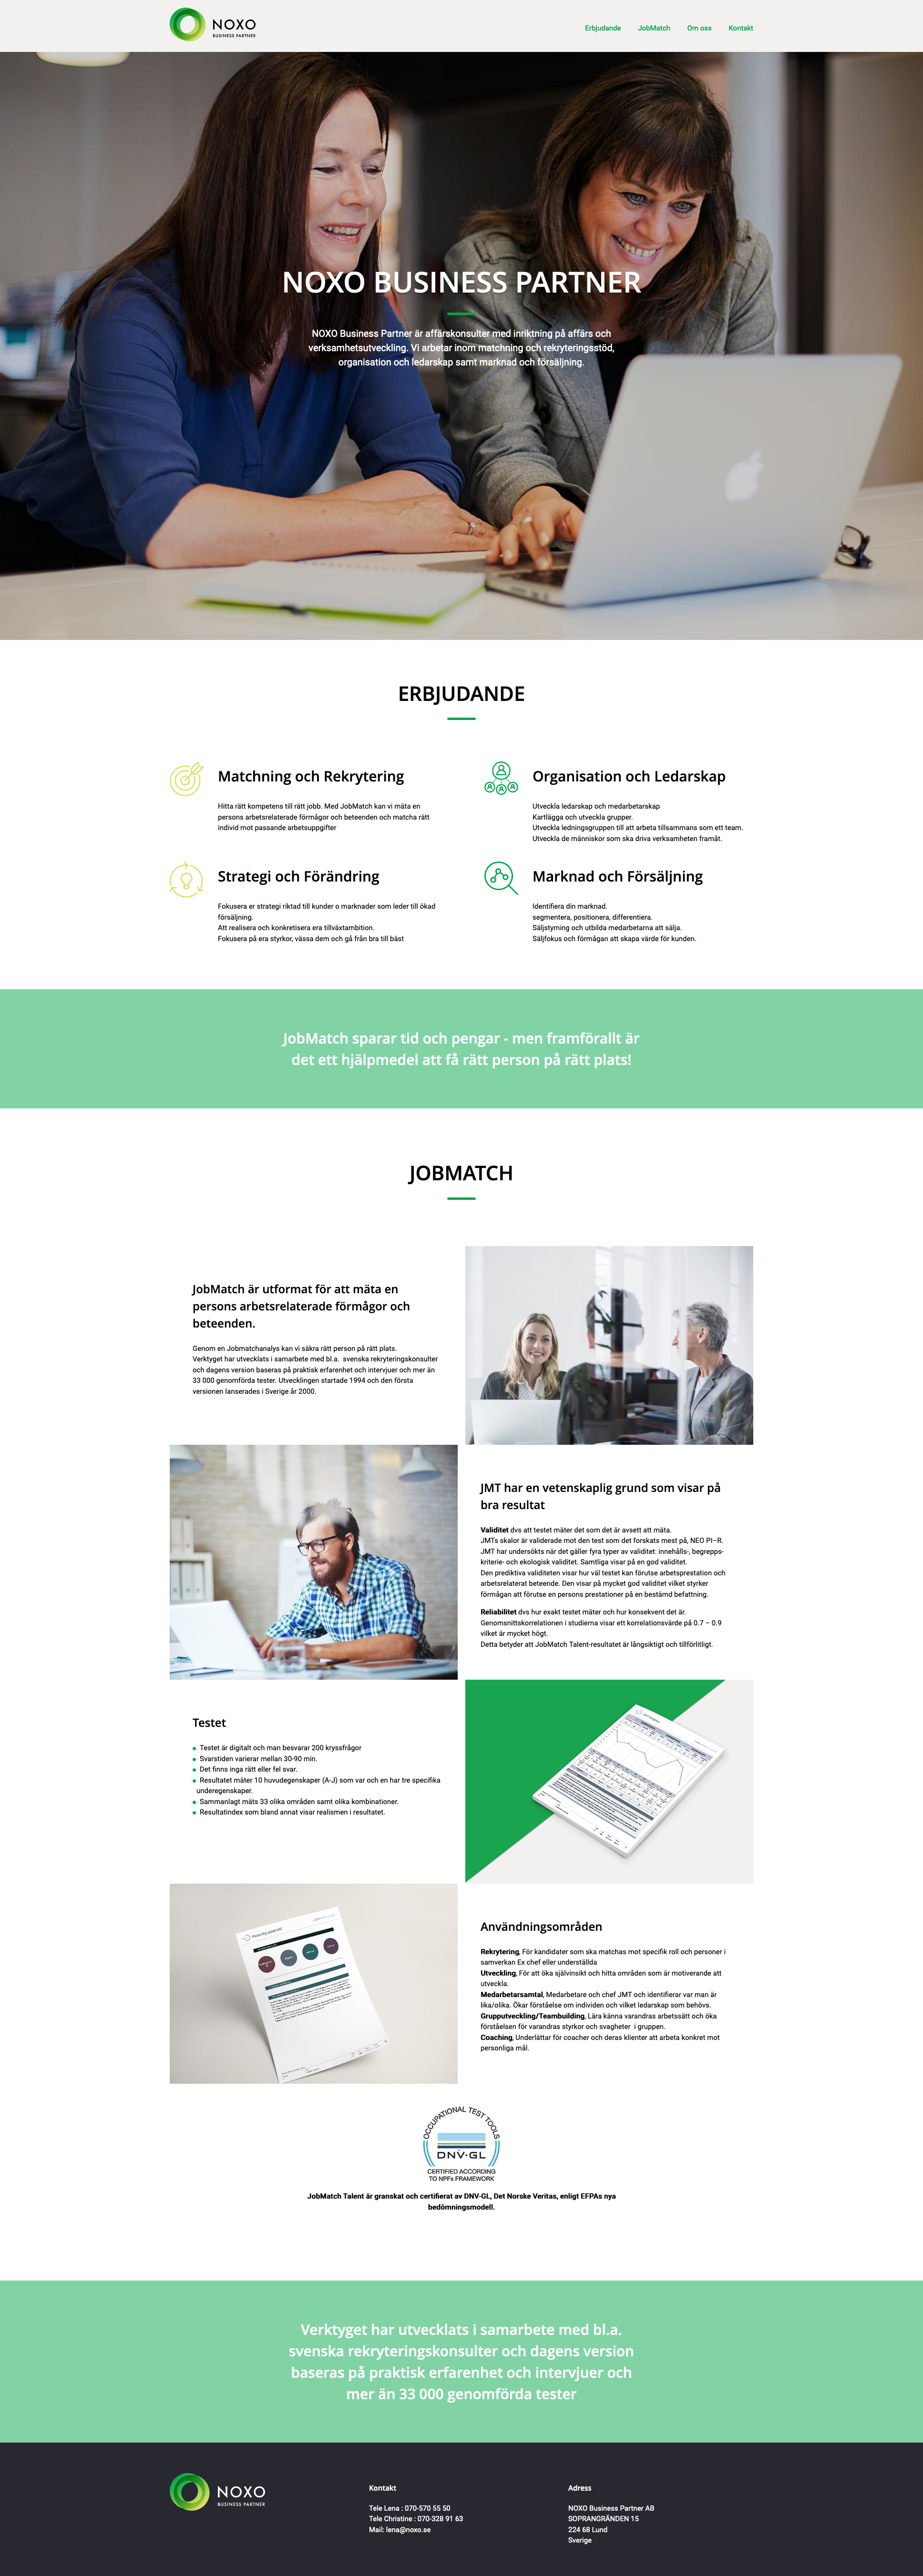 NOXO
BUSINESS PARTNER
Erbjudande JobMatch Om oss Kontakt
NOXO BUSINESS PARTNER
NOXO Business Partner är affärskonsulter med inriktning på affärs och
verksamhetsutveckling. Vi arbetar inom matchning och rekryteringsstöd,
organisation och ledarskap samt marknad och försäljning.
ERBJUDANDE
Matchning och Rekrytering
Hitta rätt kompetens till rätt jobb. Med JobMatch kan vi mäta en
persons arbetsrelaterade förmågor och beteenden och matcha rätt
individ mot passande arbetsuppgifter
Organisation och Ledarskap
Utveckla ledarskap och medarbetarskap
Kartlägga och utveckla grupper.
Utveckla ledningsgruppen till att arbeta tillsammans som ett team.
Utveckla de människor som ska driva verksamheten framåt.
Strategi och Förändring
Fokusera er strategi riktad till kunder o marknader som leder till ökad
försäljning.
Att realisera och konkretisera era tillväxtambition.
Fokusera på era styrkor, vässa dem och gå från bra till bäst
Marknad och Försäljning
Identifiera din marknad.
segmentera, positionera, differentiera.
Säljstyrning och utbilda medarbetarna att sälja.
Säljfokus och förmågan att skapa värde för kunden.
JobMatch sparar tid och pengar - men framförallt är
det ett hjälpmedel att få rätt person på rätt plats!
JOBMATCH
JobMatch är utformat för att mäta en
persons arbetsrelaterade förmågor och
beteenden.
Genom en Jobmatchanalys kan vi säkra rätt person på rätt plats.
Verktyget har utvecklats i samarbete med bl.a. svenska rekryteringskonsulter
och dagens version baseras på praktisk erfarenhet och intervjuer och mer än
33 000 genomförda tester. Utvecklingen startade 1994 och den första
versionen lanserades i Sverige år 2000.
JMT har en vetenskaplig grund som visar på
bra resultat
Validitet dvs att testet mäter det som det är avsett att mäta.
JMTs skalor är validerade mot den test som det forskats mest på, NEO PI–R.
JMT har undersökts när det gäller fyra typer av validitet: innehålls-, begrepps-
kriterie- och ekologisk validitet. Samtliga visar på en god validitet.
Den prediktiva validiteten visar hur väl testet kan förutse arbetsprestation och
arbetsrelaterat beteende. Den visar på mycket god validitet vilket styrker
förmågan att förutse en persons prestationer på en bestämd befattning.
Reliabilitet dvs hur exakt testet mäter och hur konsekvent det är.
Genomsnittskorrelationen i studierna visar ett korrelationsvärde på 0.7 – 0.9
vilket är mycket högt.
Detta betyder att JobMatch Talent-resultatet är långsiktigt och tillförlitligt.
Testet
Testet är digitalt och man besvarar 200 kryssfrågor
Svarstiden varierar mellan 30-90 min.
Det finns inga rätt eller fel svar.
Resultatet mäter 10 huvudegenskaper (A-J) som var och en har tre specifika
underegenskaper.
Sammanlagt mäts 33 olika områden samt olika kombinationer.
Resultatindex som bland annat visar realismen i resultatet.
Användningsområden
Rekrytering, För kandidater som ska matchas mot specifik roll och personer i
samverkan Ex chef eller underställda
Utveckling, För att öka självinsikt och hitta områden som är motiverande att
utveckla.
Medarbetarsamtal, Medarbetare och chef JMT och identifierar var man är
lika/olika. Ökar förståelse om individen och vilket ledarskap som behövs.
Grupputveckling/Teambuilding, Lära känna varandras arbetssätt och öka
förståelsen för varandras styrkor och svagheter i gruppen.
Coaching, Underlättar för coacher och deras klienter att arbeta konkret mot
personliga mål.
OCCUPATIONAL TEST TOOLS
DNV·GL
CERTIFIED ACCORDING
TO NPFs FRAMEWORK
JobMatch Talent är granskat och certifierat av DNV-GL, Det Norske Veritas, enligt EFPAs nya
bedömningsmodell.
Verktyget har utvecklats i samarbete med bl.a.
svenska rekryteringskonsulter och dagens version
baseras på praktisk erfarenhet och intervjuer och
mer än 33 000 genomförda tester
NOXO
BUSINESS PARTNER
Kontakt
Tele Lena : 070-570 55 50
Tele Christine : 070-328 91 63
Mail: lena@noxo.se
Adress
NOXO Business Partner AB
SOPRANGRÄNDEN 15
224 68 Lund
Sverige